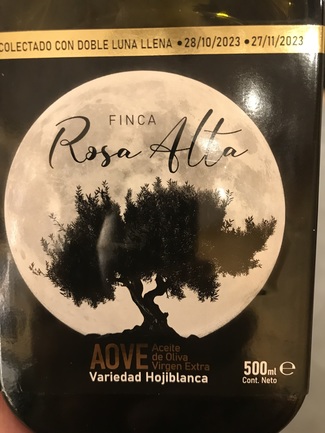 COLECTADO CON DOBLE LUNA LLENA • 28/10/2023 • 27/11/2023
FINCA
Rosa Alta
AOVE Aceite
de Oliva
Virgen Extra
Variedad Hojiblanca
500ml e
Cont. Neto